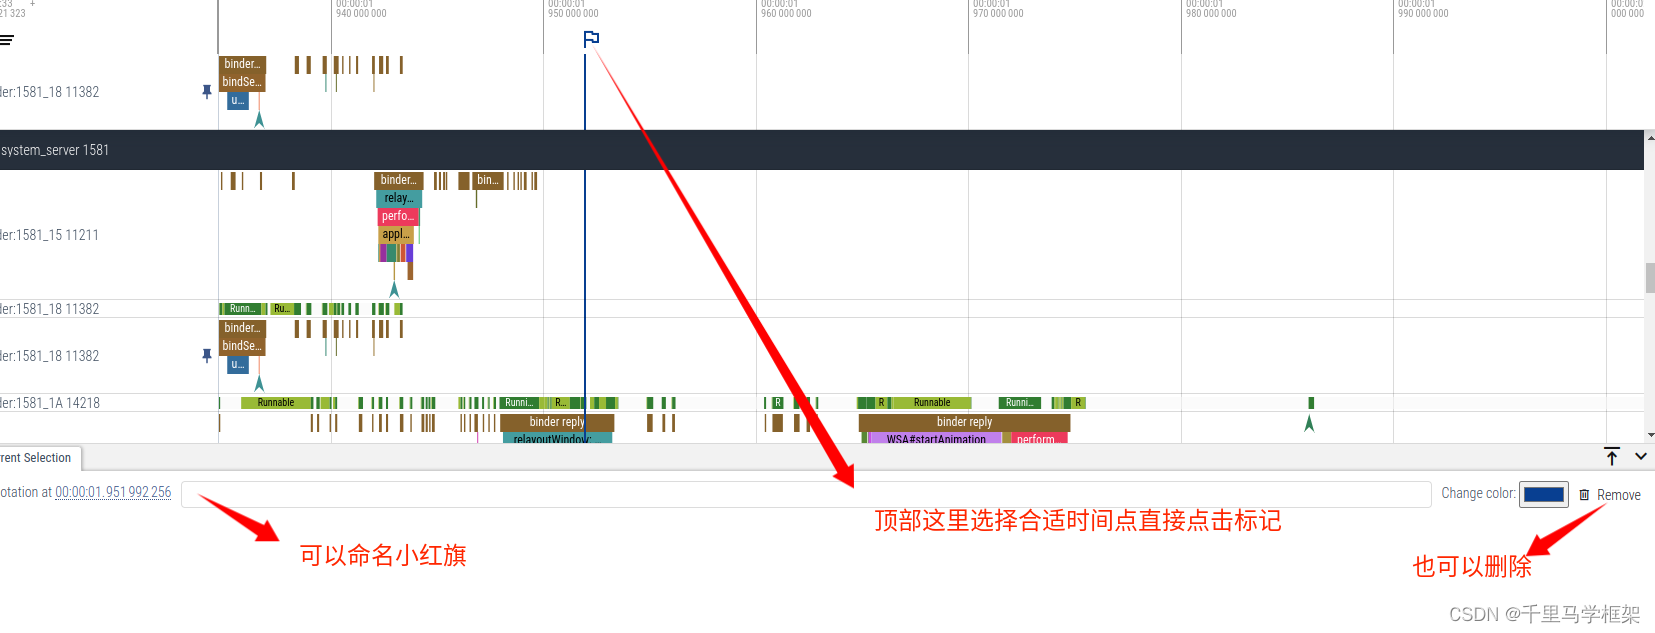 :33 +
21 323
00:00:01
940 000 000
00:00:01
950 000 000
00:00:01
960 000 000
00:00:01
970 000 000
00:00:01
980 000 000
00:00:01
990 000 000
00:00:0
000 000
binder...
bindSe...
u...
der:1581_18 11382
system_server 1581
binder...
bin...
relay...
perfo...
appl...
der:1581_15 11211
der:1581_18 11382
Runn...
Ru...
binder...
bindSe...
u...
der:1581_18 11382
der:1581_1A 14218
Runnable
Runni...
R...
R
R
Runnable
Runni...
R
binder reply
binder reply
relayoutWindow:
WSA#startAnimation
perform
rent Selection
otation at 00:00:01.951 992 256
Change color:
Remove
顶部这里选择合适时间点直接点击标记
可以命名小红旗
也可以删除
CSDN @千里马学框架